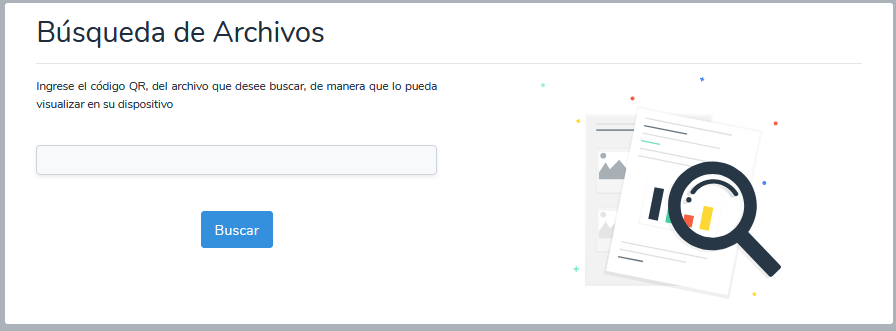 Búsqueda de Archivos
Ingrese el código QR, del archivo que desee buscar, de manera que lo pueda
visualizar en su dispositivo
Buscar